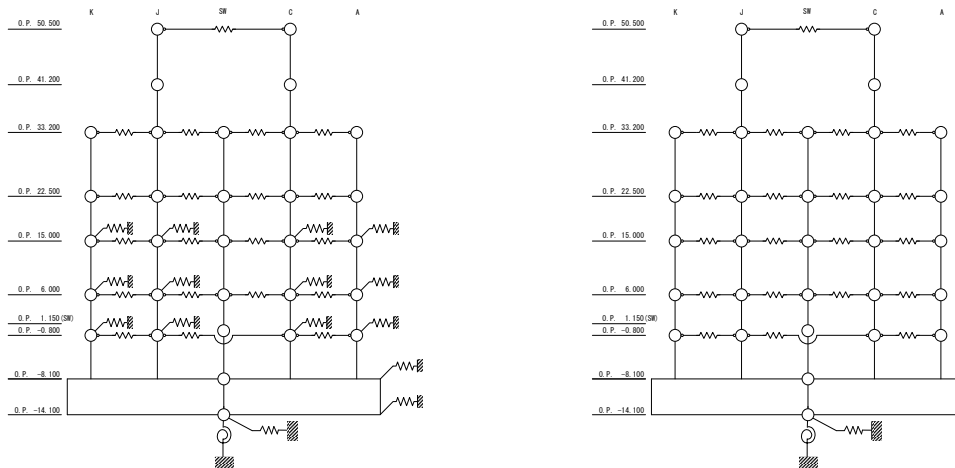 K J SW C A
O.P. 50.500
O.P. 41.200
O.P. 33.200
O.P. 22.500
O.P. 15.000
O.P. 6.000
O.P. 1.150(SW)
O.P. -0.800
O.P. -8.100
O.P. -14.100
K J SW C A
O.P. 50.500
O.P. 41.200
O.P. 33.200
O.P. 22.500
O.P. 15.000
O.P. 6.000
O.P. 1.150(SW)
O.P. -0.800
O.P. -8.100
O.P. -14.100